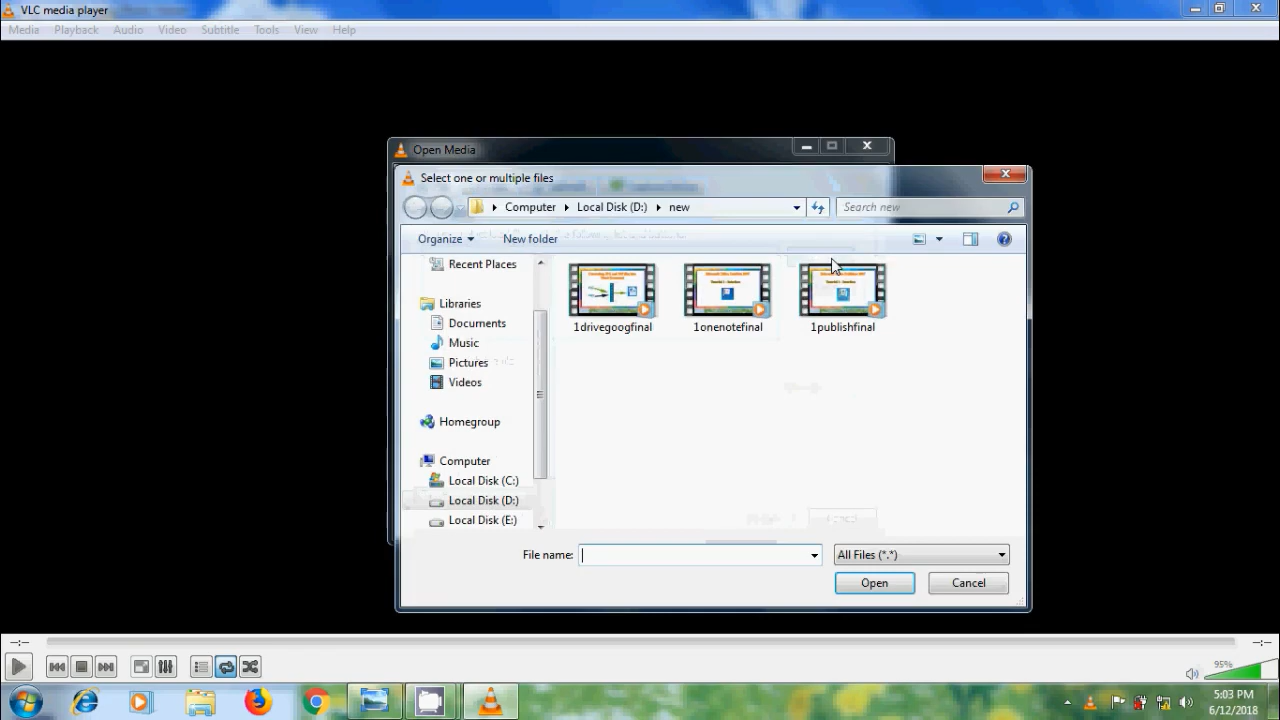 VLC media player
Media Playback Audio Video Subtitle Tools View Help
Open Media
Select one or multiple files
Computer Local Disk (D:) new
Search new
Organize New folder
Recent Places
Libraries
Documents
Music
Pictures
Videos
Homegroup
Computer
Local Disk (C:)
Local Disk (D:)
Local Disk (E:)
1drivegoogfinal 1onenotefinal 1publishfinal
File name:
All Files (*.*)
Open Cancel
--:-- --:--
95%
5:03 PM
6/12/2018